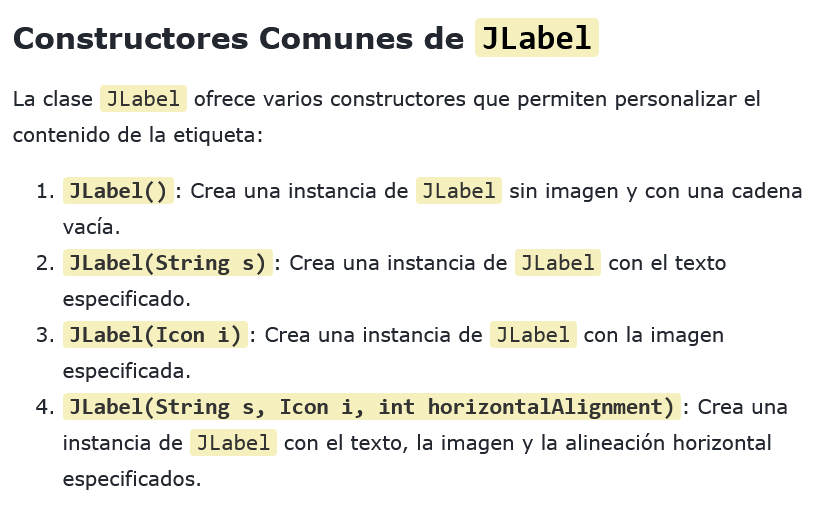 Constructores Comunes de JLabel
La clase JLabel ofrece varios constructores que permiten personalizar el
contenido de la etiqueta:
1. JLabel(): Crea una instancia de JLabel sin imagen y con una cadena
vacía.
2. JLabel(String s): Crea una instancia de JLabel con el texto
especificado.
3. JLabel(Icon i): Crea una instancia de JLabel con la imagen
especificada.
4. JLabel(String s, Icon i, int horizontalAlignment): Crea una
instancia de JLabel con el texto, la imagen y la alineación horizontal
especificados.